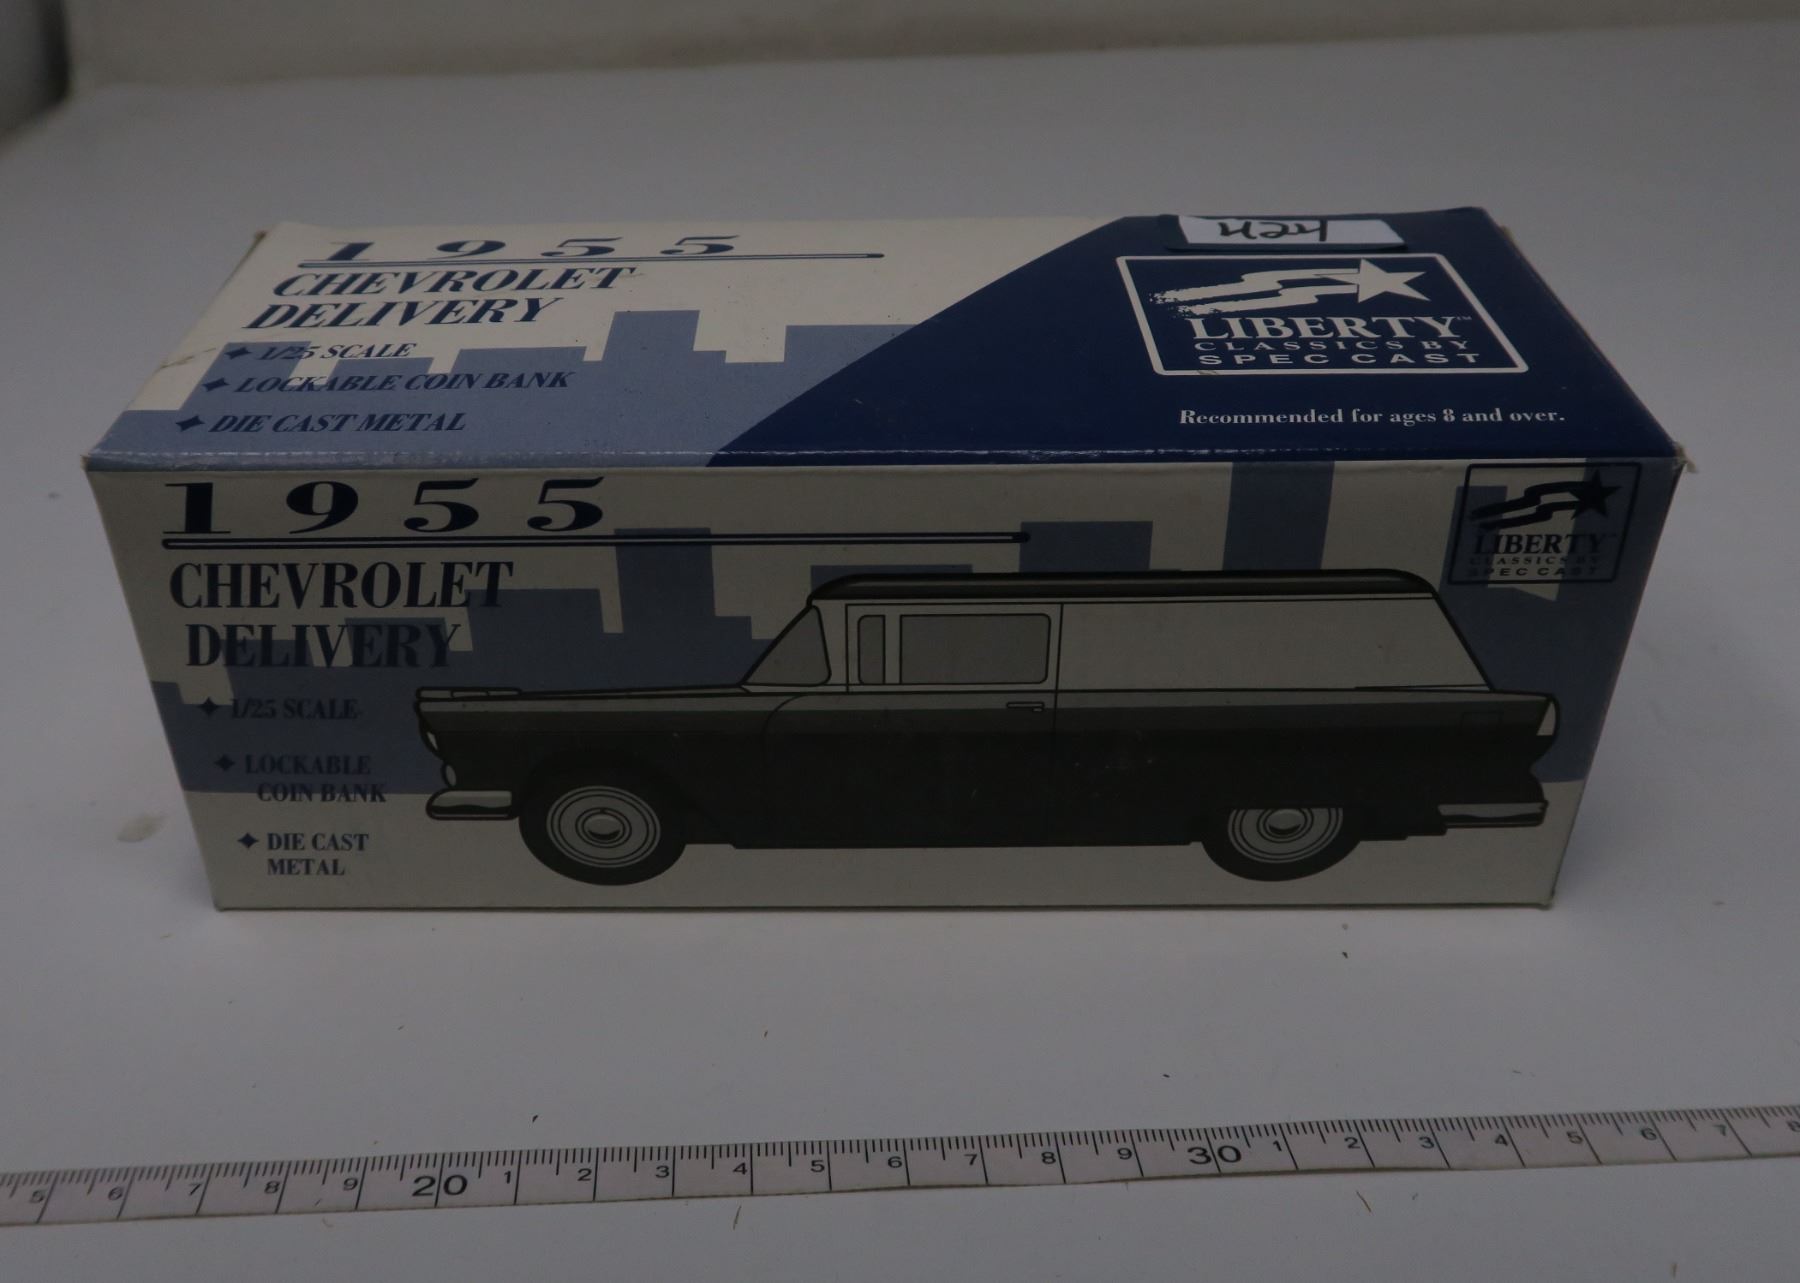 1955
CHEVROLET
DELIVERY
✦ 1/25 SCALE
✦ LOCKABLE COIN BANK
✦ DIE CAST METAL
424
LIBERTY™
CLASSICS BY
SPEC CAST
Recommended for ages 8 and over.
1955
CHEVROLET
DELIVERY
✦ 1/25 SCALE
✦ LOCKABLE
COIN BANK
✦ DIE CAST
METAL
LIBERTY™
CLASSICS BY
SPEC CAST
5 6 7 8 9 20 1 2 3 4 5 6 7 8 9 30 1 2 3 4 5 6 7 8